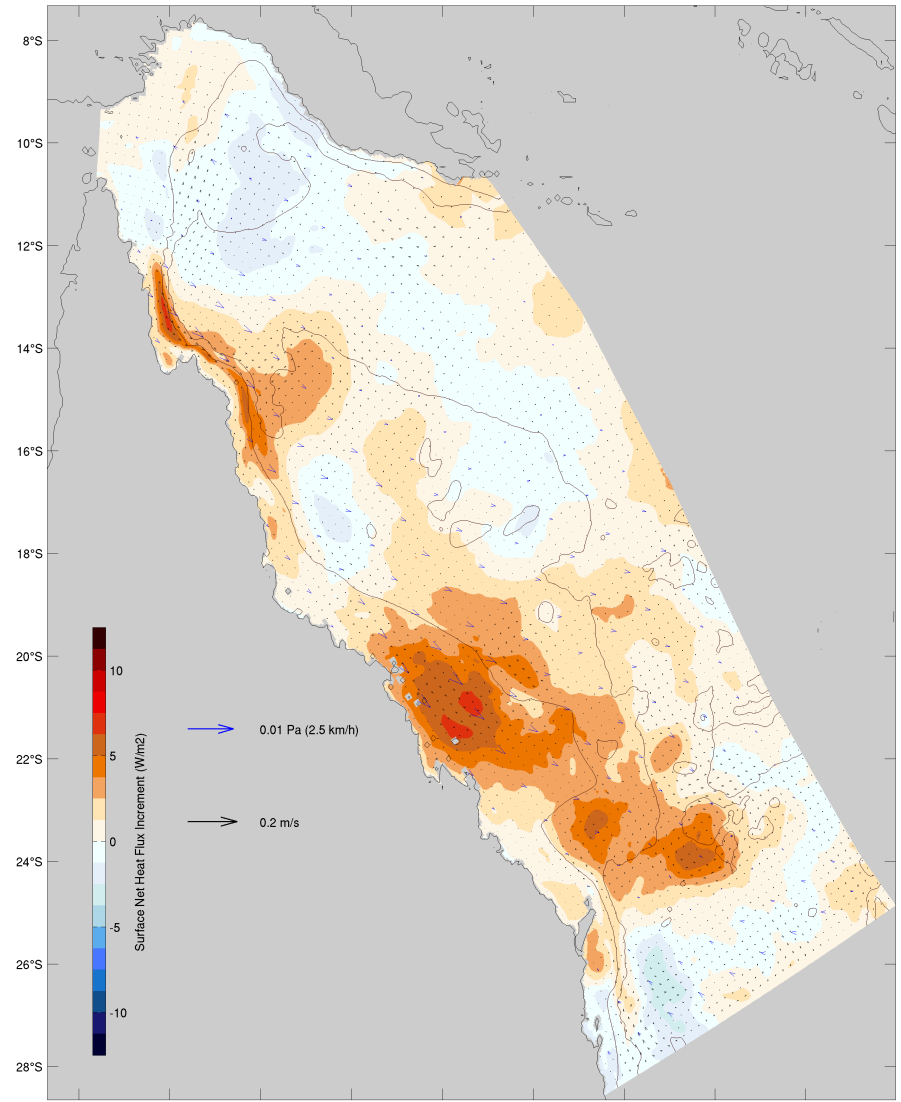 8°S
10°S
12°S
14°S
16°S
18°S
20°S
22°S
24°S
26°S
28°S
10
5
0
-5
-10
Surface Net Heat Flux Increment (W/m2)
0.01 Pa (2.5 km/h)
0.2 m/s